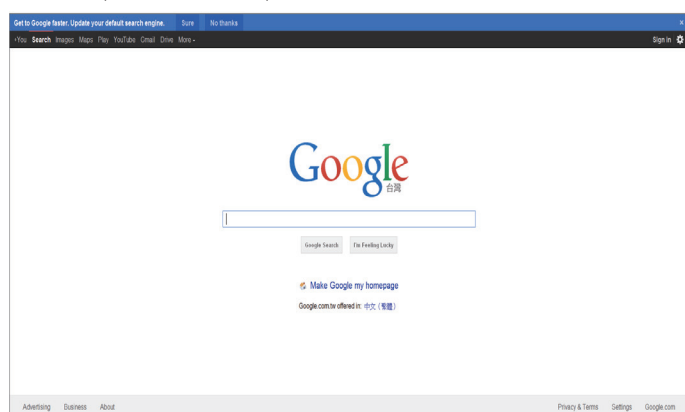 Get to Google faster. Update your default search engine. Sure No thanks ×
+You Search Images Maps Play YouTube Gmail Drive More Sign in
Google
台灣
Google Search I'm Feeling Lucky
Make Google my homepage
Google.com.tw offered in: 中文 (繁體)
Advertising Business About Privacy & Terms Settings Google.com